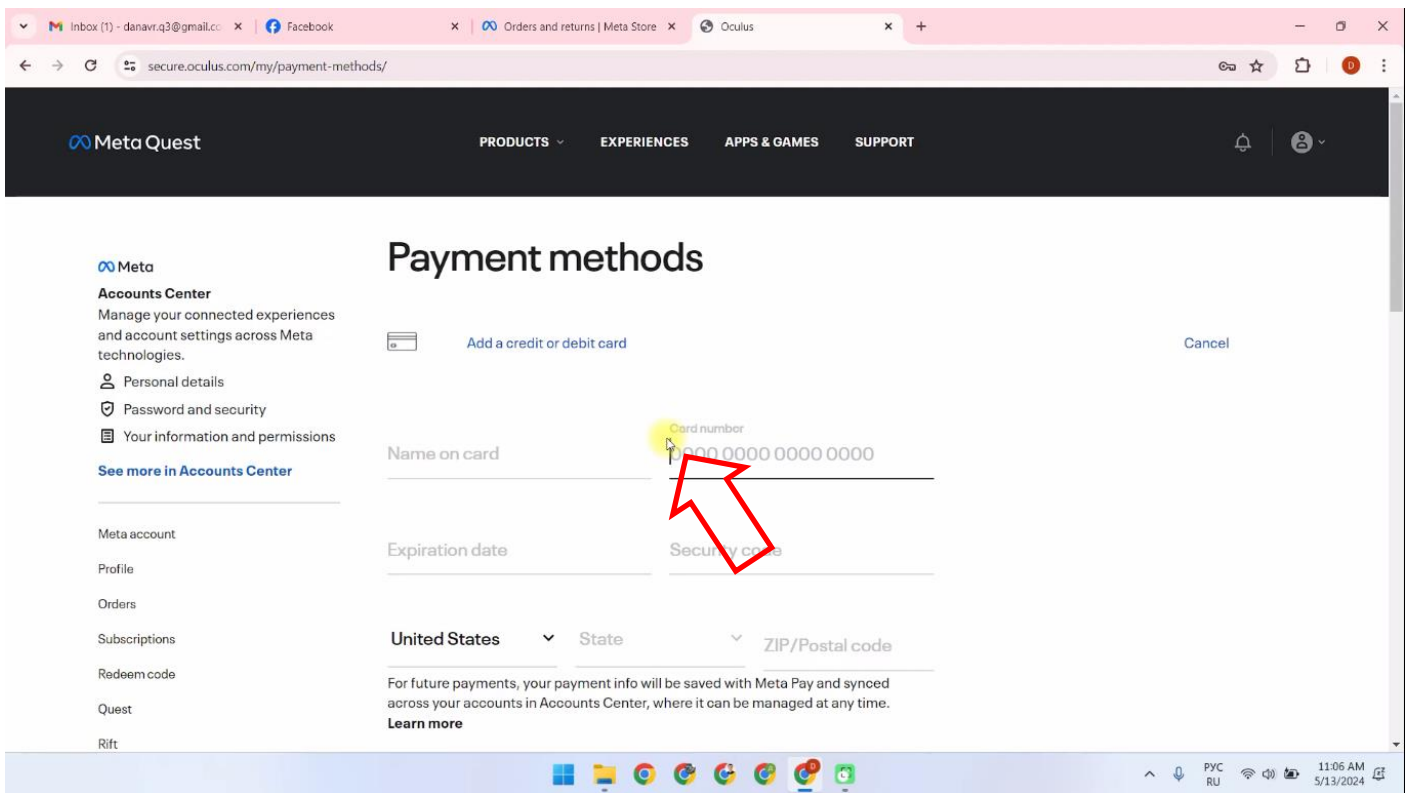 Inbox (1) - danavr.q3@gmail.co
Facebook
Orders and returns | Meta Store
Oculus
secure.oculus.com/my/payment-methods/
D
Meta Quest
PRODUCTS
EXPERIENCES
APPS & GAMES
SUPPORT
Payment methods
Meta
Accounts Center
Manage your connected experiences
and account settings across Meta
technologies.
Personal details
Password and security
Your information and permissions
See more in Accounts Center
Meta account
Profile
Orders
Subscriptions
Redeem code
Quest
Rift
Add a credit or debit card
Cancel
Name on card
Card number
0000 0000 0000 0000
Expiration date
Security code
United States
State
ZIP/Postal code
For future payments, your payment info will be saved with Meta Pay and synced
across your accounts in Accounts Center, where it can be managed at any time.
Learn more
D
РУС
RU
11:06 AM
5/13/2024